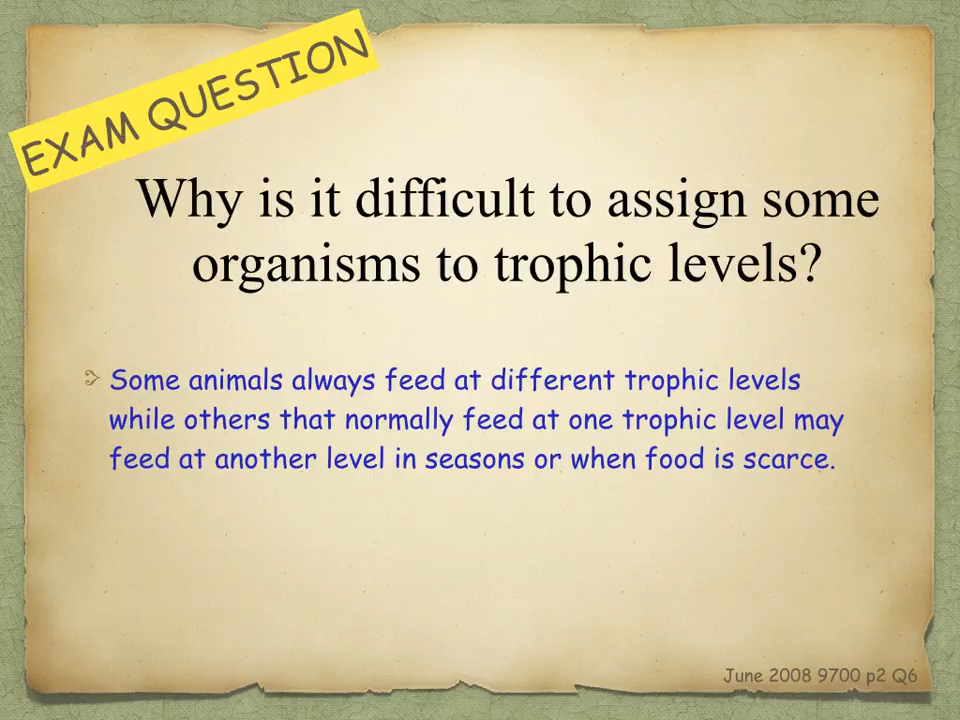 EXAM QUESTION
Why is it difficult to assign some
organisms to trophic levels?
Some animals always feed at different trophic levels
while others that normally feed at one trophic level may
feed at another level in seasons or when food is scarce.
June 2008 9700 p2 Q6